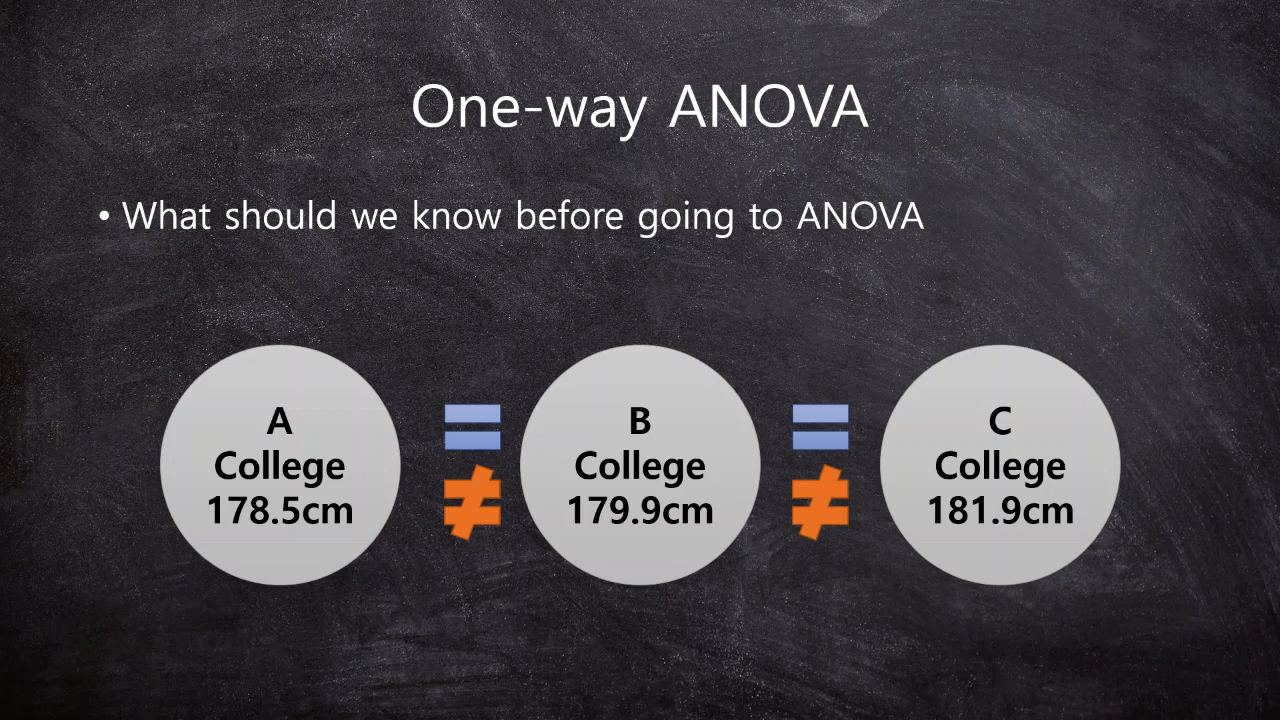 One-way ANOVA
• What should we know before going to ANOVA
A
College
178.5cm
=
≠
B
College
179.9cm
=
≠
C
College
181.9cm